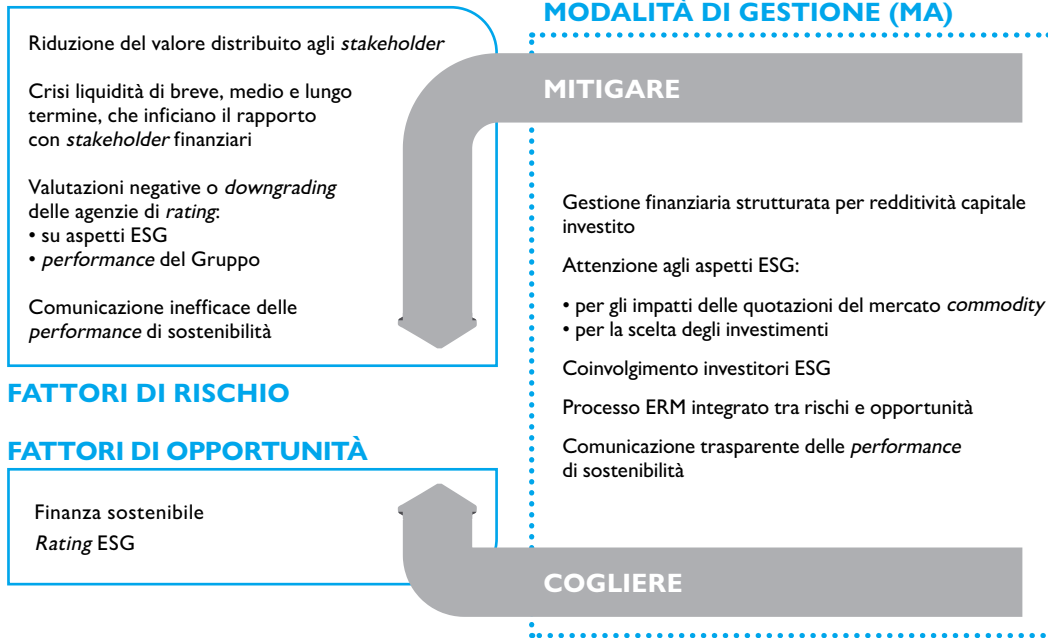 Riduzione del valore distribuito agli stakeholder
Crisi liquidità di breve, medio e lungo
termine, che inficiano il rapporto
con stakeholder finanziari
Valutazioni negative o downgrading
delle agenzie di rating:
• su aspetti ESG
• performance del Gruppo
Comunicazione inefficace delle
performance di sostenibilità
FATTORI DI RISCHIO
FATTORI DI OPPORTUNITÀ
Finanza sostenibile
Rating ESG
MODALITÀ DI GESTIONE (MA)
MITIGARE
Gestione finanziaria strutturata per redditività capitale
investito
Attenzione agli aspetti ESG:
• per gli impatti delle quotazioni del mercato commodity
• per la scelta degli investimenti
Coinvolgimento investitori ESG
Processo ERM integrato tra rischi e opportunità
Comunicazione trasparente delle performance
di sostenibilità
COGLIERE